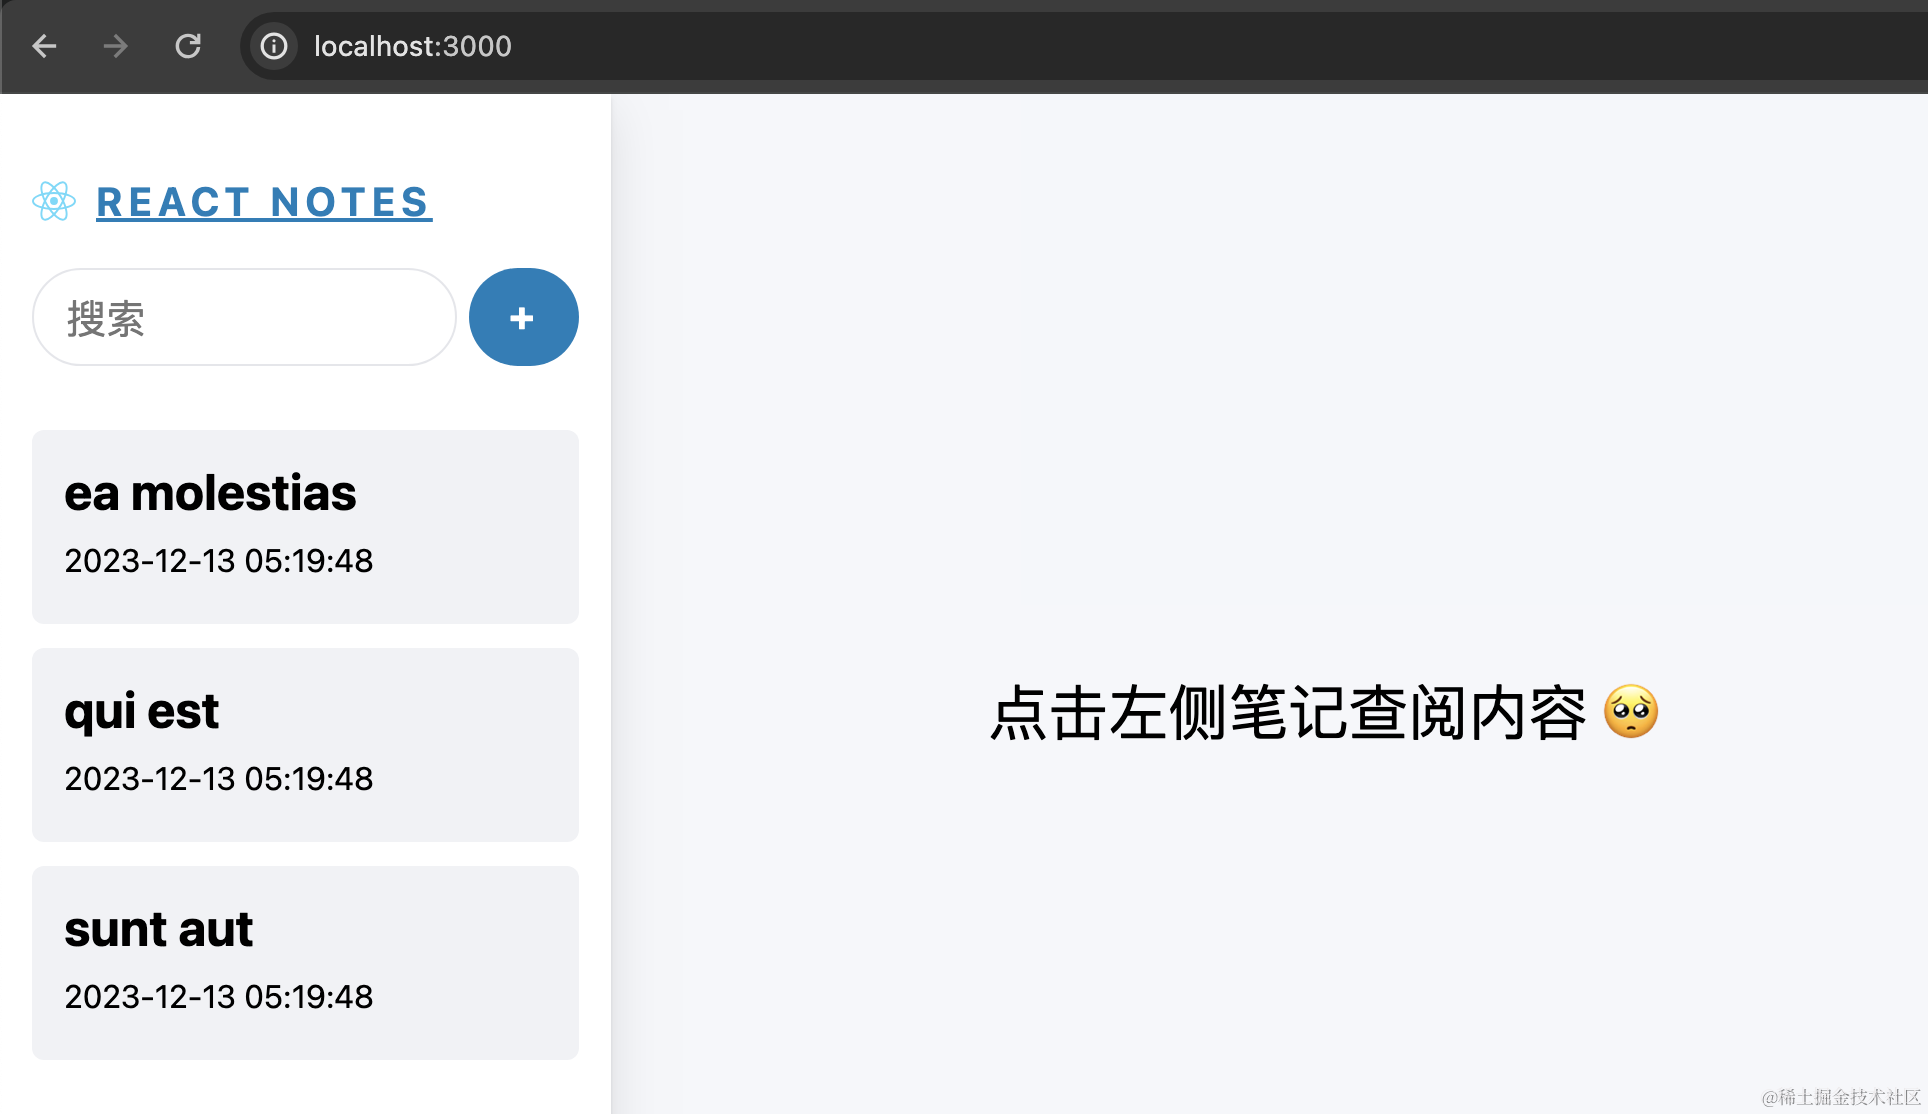 localhost:3000
REACT NOTES
搜索
+
ea molestias
2023-12-13 05:19:48
qui est
2023-12-13 05:19:48
sunt aut
2023-12-13 05:19:48
点击左侧笔记查阅内容 🥺
@稀土掘金技术社区